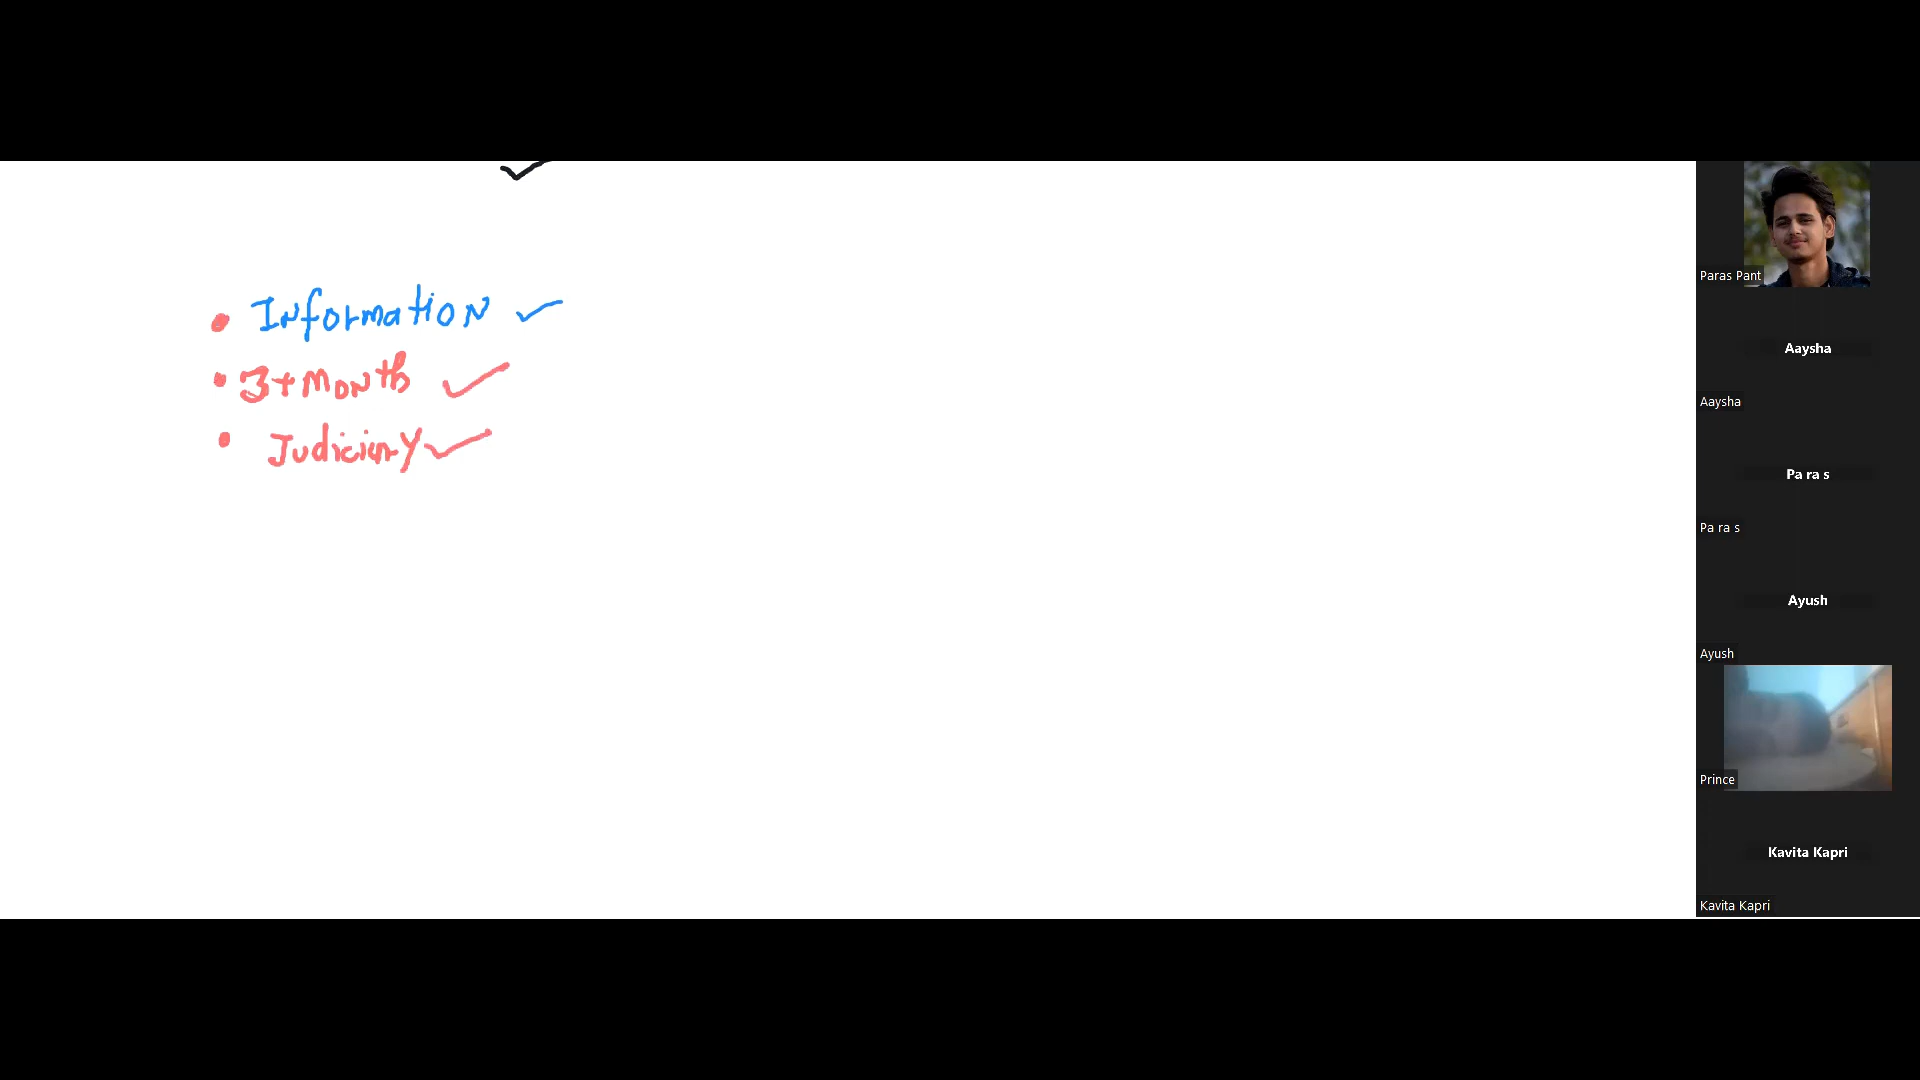 • Information
• 3+month
• Judiciary
Paras Pant
Aaysha
Aaysha
Pa ra s
Pa ra s
Ayush
Ayush
Prince
Kavita Kapri
Kavita Kapri